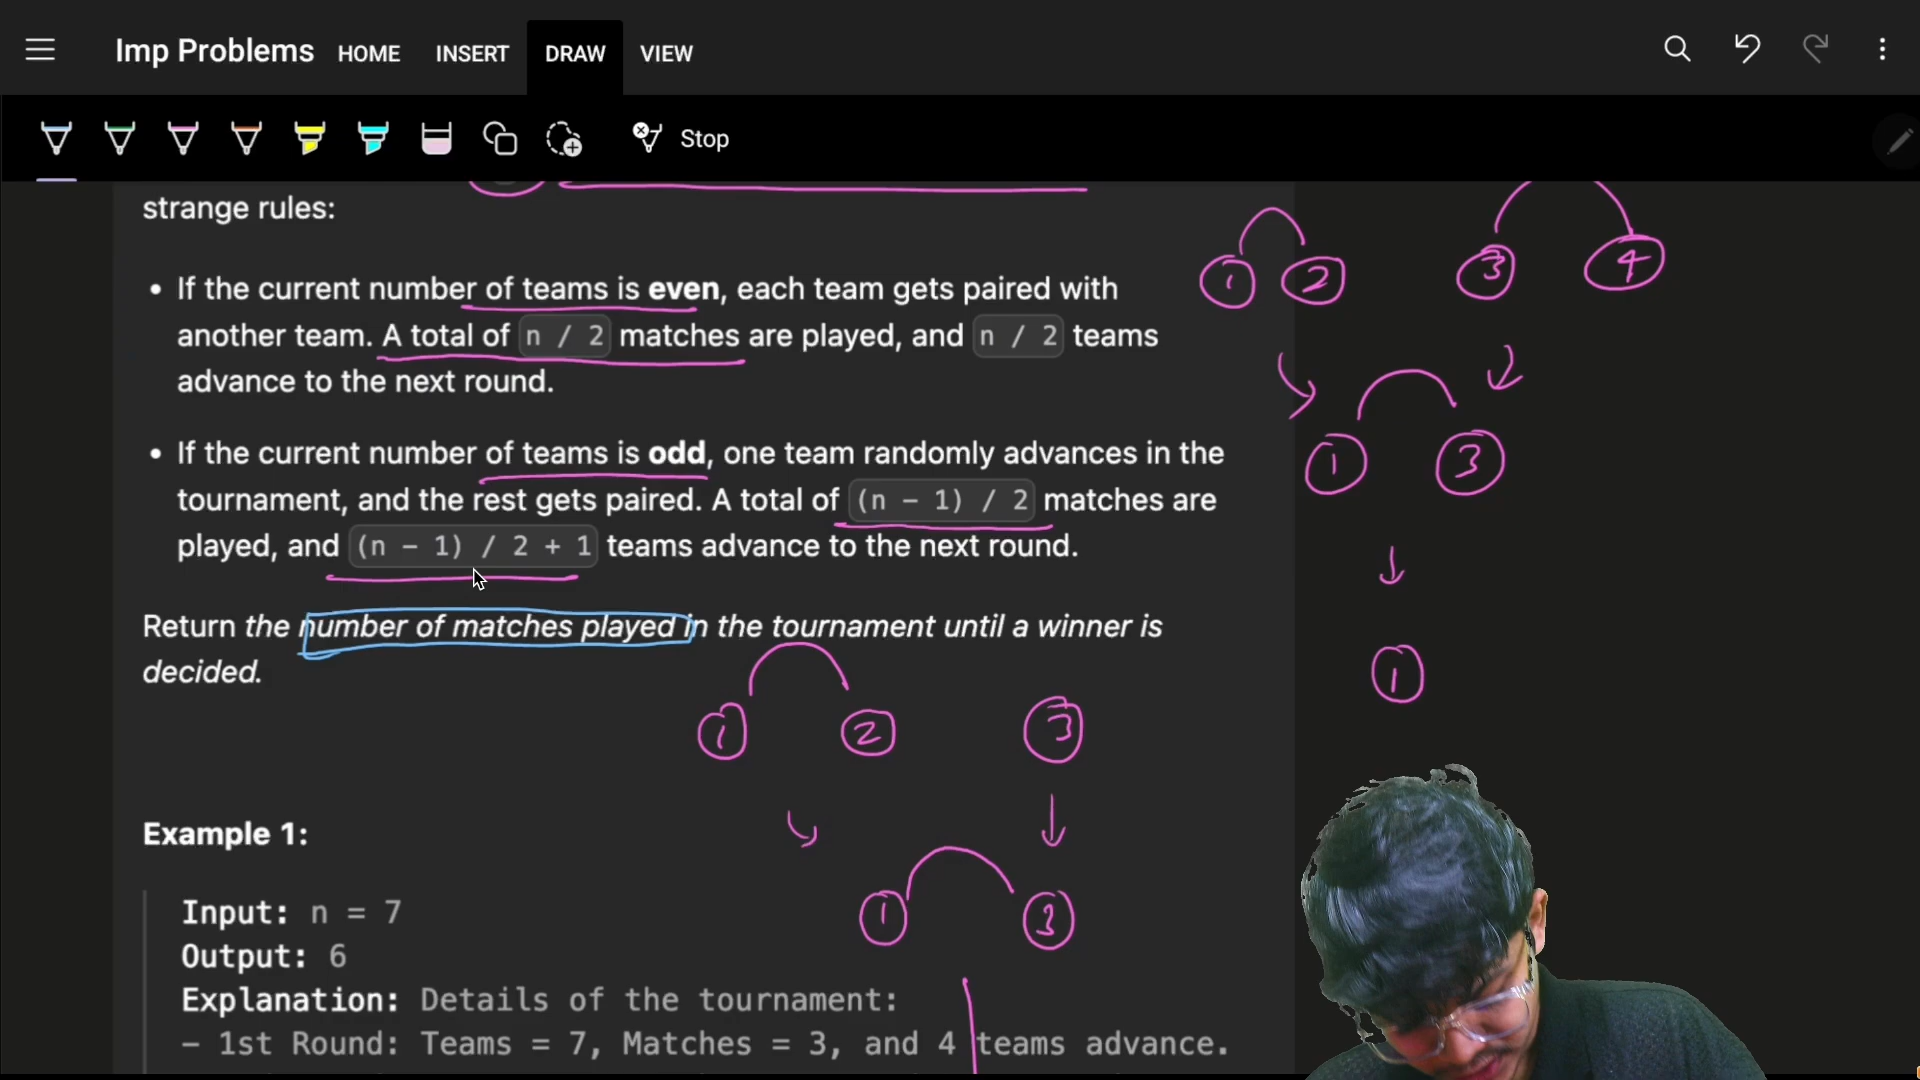 Imp Problems HOME INSERT DRAW VIEW
Stop
strange rules:
• If the current number of teams is even, each team gets paired with
another team. A total of n / 2 matches are played, and n / 2 teams
advance to the next round.
• If the current number of teams is odd, one team randomly advances in the
tournament, and the rest gets paired. A total of (n - 1) / 2 matches are
played, and (n - 1) / 2 + 1 teams advance to the next round.
Return the number of matches played in the tournament until a winner is
decided.
Example 1:
Input: n = 7
Output: 6
Explanation: Details of the tournament:
- 1st Round: Teams = 7, Matches = 3, and 4 teams advance.
1 2 3 4
1 3
1
1 2 3
1 3